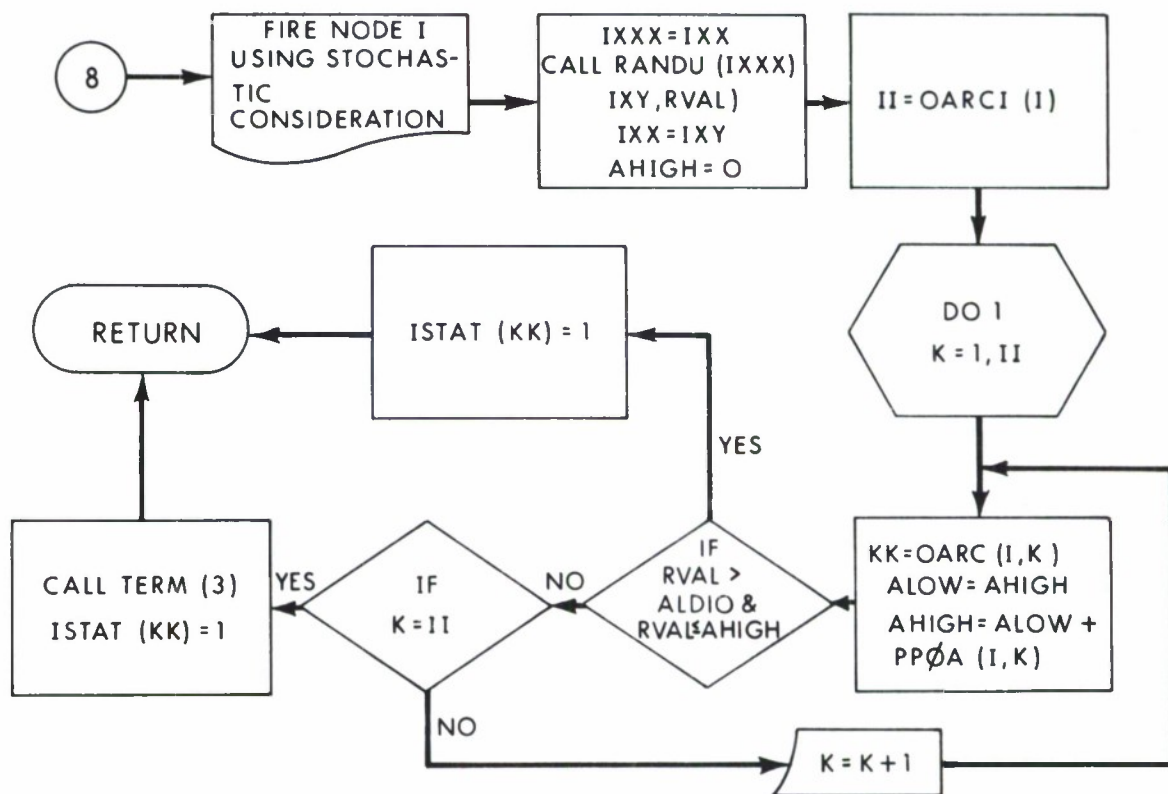 8
FIRE NODE I
USING STOCHAS-
TIC
CONSIDERATION
IXXX=IXX
CALL RANDU (IXXX)
IXY,RVAL)
IXX=IXY
AHIGH=O
II=OARCI (I)
DO 1
K=1,II
KK=OARC (I,K)
ALOW=AHIGH
AHIGH=ALOW +
PPØA (I,K)
IF
RVAL >
ALDIO &
RVAL≤AHIGH
YES
ISTAT (KK)=1
RETURN
NO
IF
K=II
YES
CALL TERM (3)
ISTAT (KK)=1
NO
K=K+1